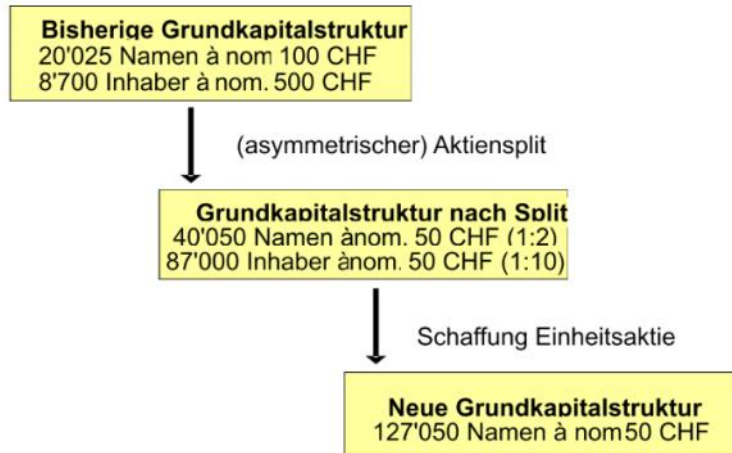 Bisherige Grundkapitalstruktur
20'025 Namen à nom 100 CHF
8'700 Inhaber à nom. 500 CHF
(asymmetrischer) Aktiensplit
Grundkapitalstruktur nach Split
40'050 Namen ànom. 50 CHF (1:2)
87'000 Inhaber ànom. 50 CHF (1:10)
Schaffung Einheitsaktie
Neue Grundkapitalstruktur
127'050 Namen à nom50 CHF